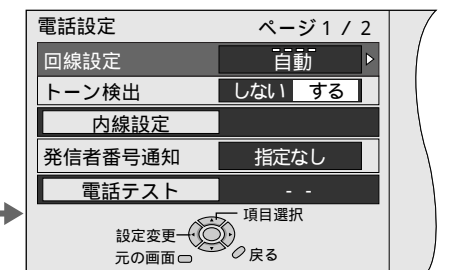 電話設定 ページ1 / 2
回線設定 自動
トーン検出 しない する
内線設定
発信者番号通知 指定なし
電話テスト - -
項目選択
設定変更
元の画面 戻る